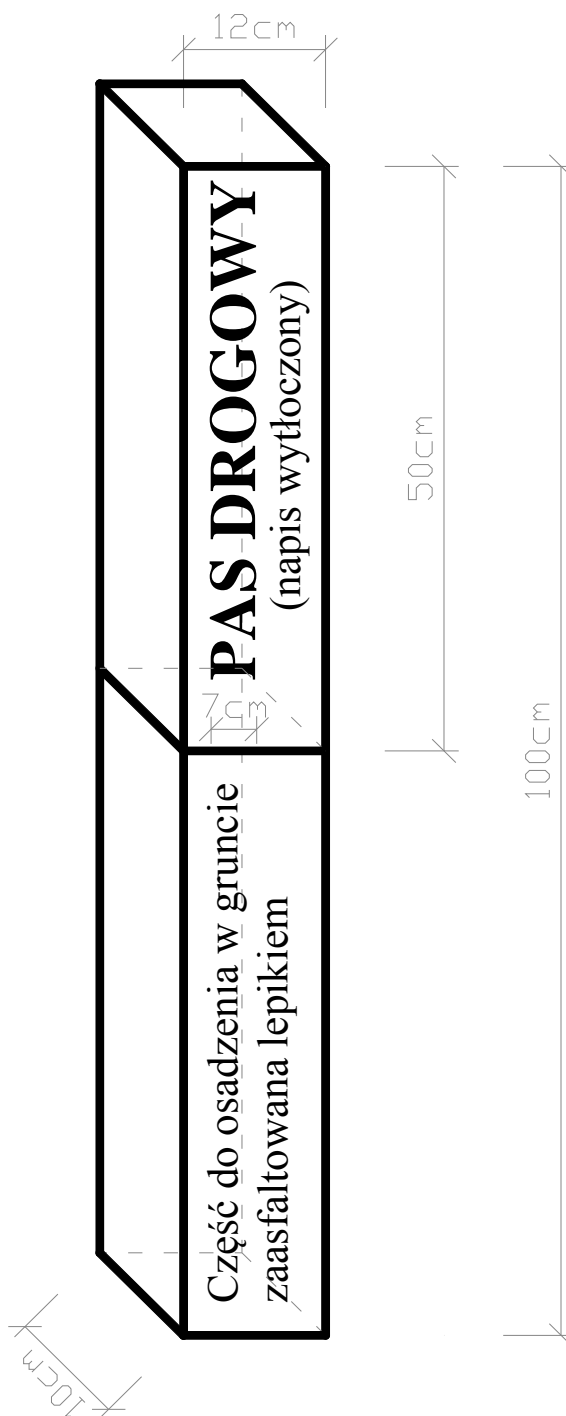 12cm
PAS DROGOWY
(napis wytłoczony)
50cm
7cm
100cm
Część do osadzenia w gruncie
zaasfaltowana lepikiem
10cm